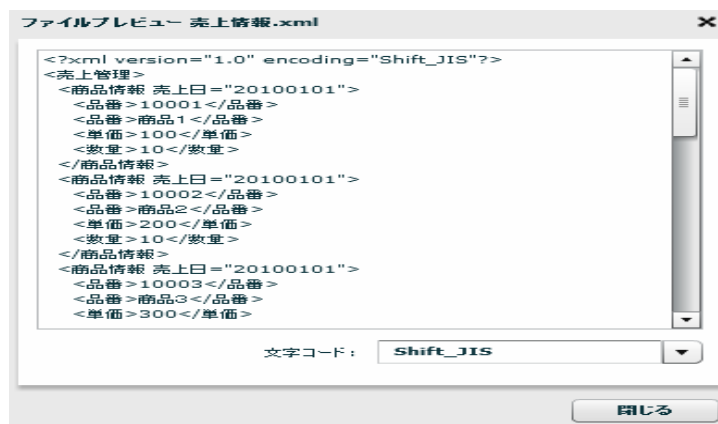 ファイルプレビュー 売上情報.xml
<?xml version="1.0" encoding="Shift_JIS"?>
<売上管理>
<商品情報 売上日="20100101">
<品番>10001</品番>
<品番>商品1</品番>
<単価>100</単価>
<数量>10</数量>
</商品情報>
<商品情報 売上日="20100101">
<品番>10002</品番>
<品番>商品2</品番>
<単価>200</単価>
<数量>10</数量>
</商品情報>
<商品情報 売上日="20100101">
<品番>10003</品番>
<品番>商品3</品番>
<単価>300</単価>
文字コード: Shift_JIS
閉じる